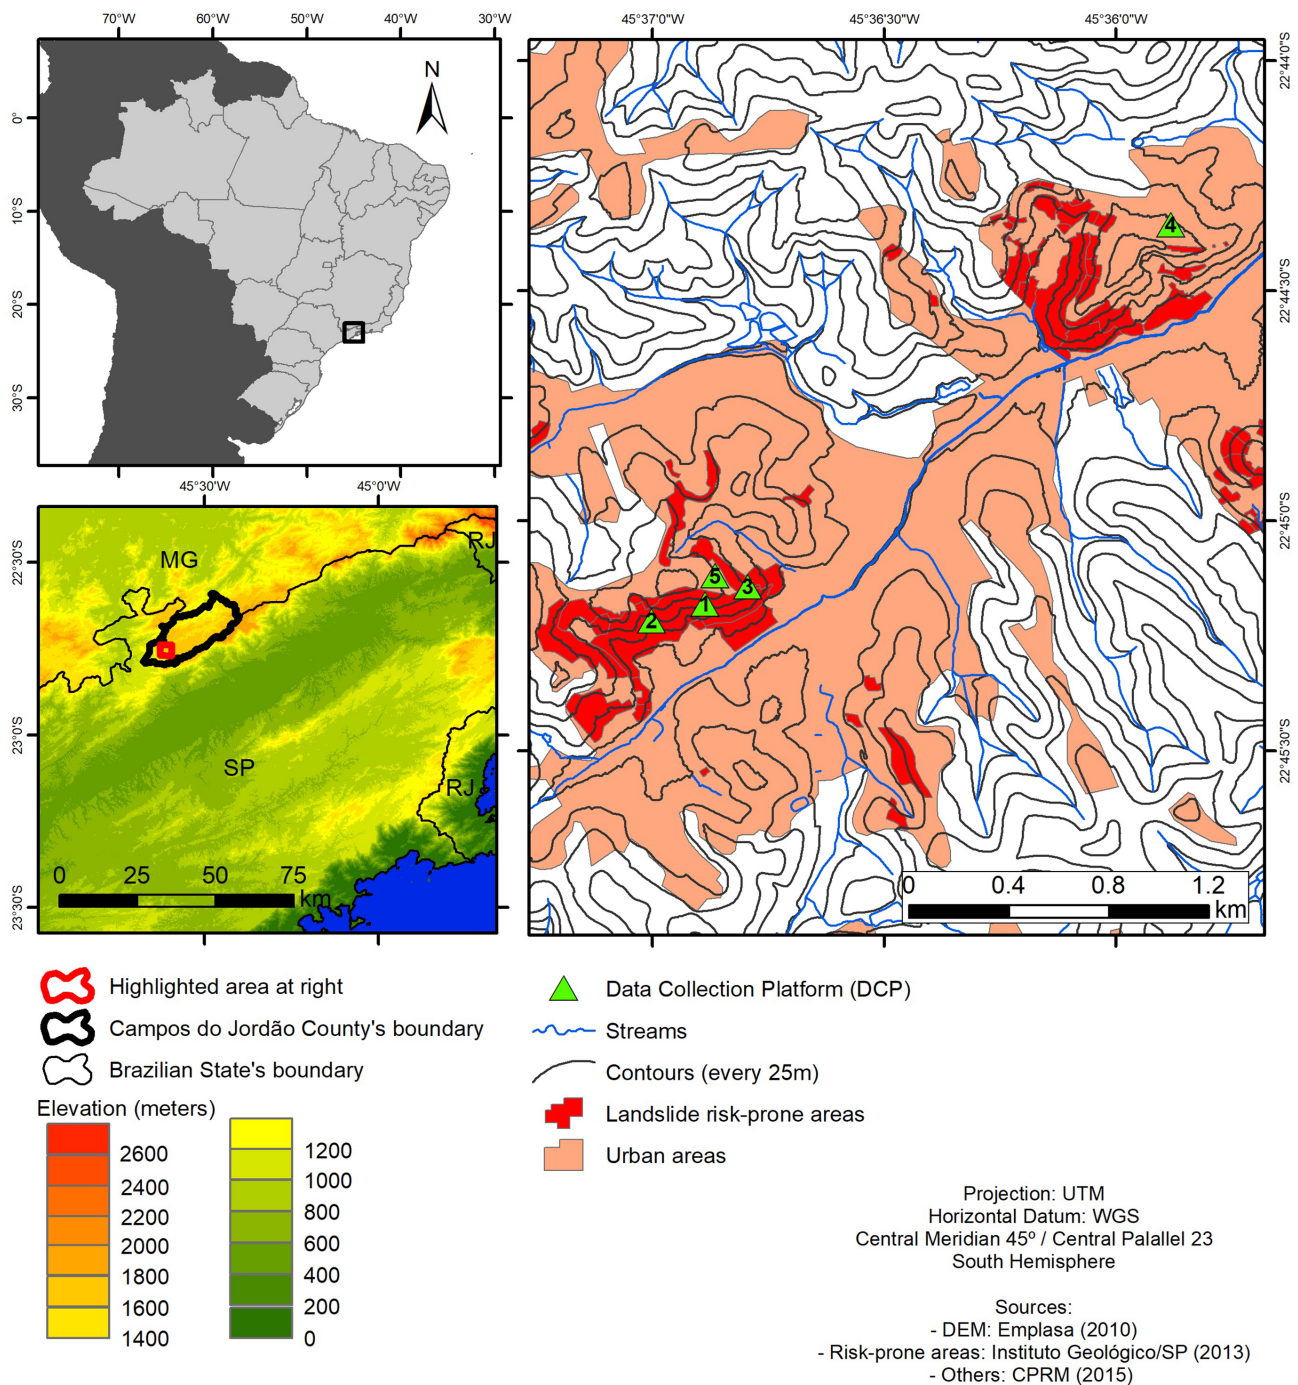 70°W 60°W 50°W 40°W 30°W
45°37'0"W 45°36'30"W 45°36'0"W
N
0°
10°S
20°S
30°S
22°44'0"S
22°44'30"S
22°45'0"S
22°45'30"S
4
5
3
1
2
0 0.4 0.8 1.2
km
45°30'W 45°0'W
22°30'S
23°0'S
23°30'S
MG
RJ
SP
RJ
0 25 50 75
km
Highlighted area at right
Campos do Jordão County's boundary
Brazilian State's boundary
Elevation (meters)
2600
2400
2200
2000
1800
1600
1400
1200
1000
800
600
400
200
0
Data Collection Platform (DCP)
Streams
Contours (every 25m)
Landslide risk-prone areas
Urban areas
Projection: UTM
Horizontal Datum: WGS
Central Meridian 45º / Central Palallel 23
South Hemisphere
Sources:
- DEM: Emplasa (2010)
- Risk-prone areas: Instituto Geológico/SP (2013)
- Others: CPRM (2015)